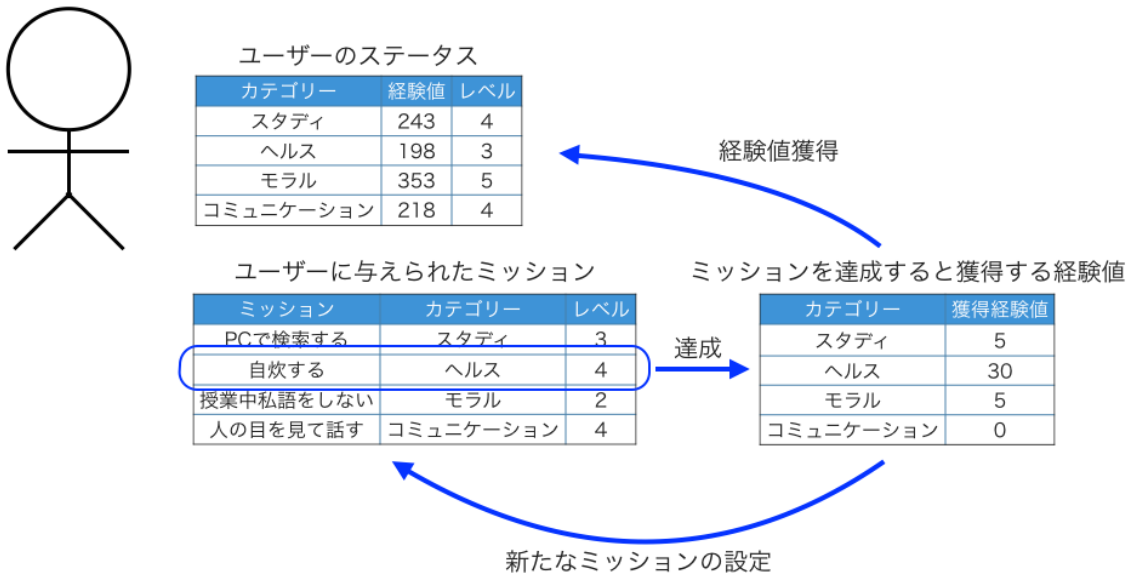 ユーザーのステータス
カテゴリー 経験値 レベル
スタディ 243 4
ヘルス 198 3
モラル 353 5
コミュニケーション 218 4
経験値獲得
ユーザーに与えられたミッション
ミッション カテゴリー レベル
PCで検索する スタディ 3
自炊する ヘルス 4
授業中私語をしない モラル 2
人の目を見て話す コミュニケーション 4
達成
ミッションを達成すると獲得する経験値
カテゴリー 獲得経験値
スタディ 5
ヘルス 30
モラル 5
コミュニケーション 0
新たなミッションの設定